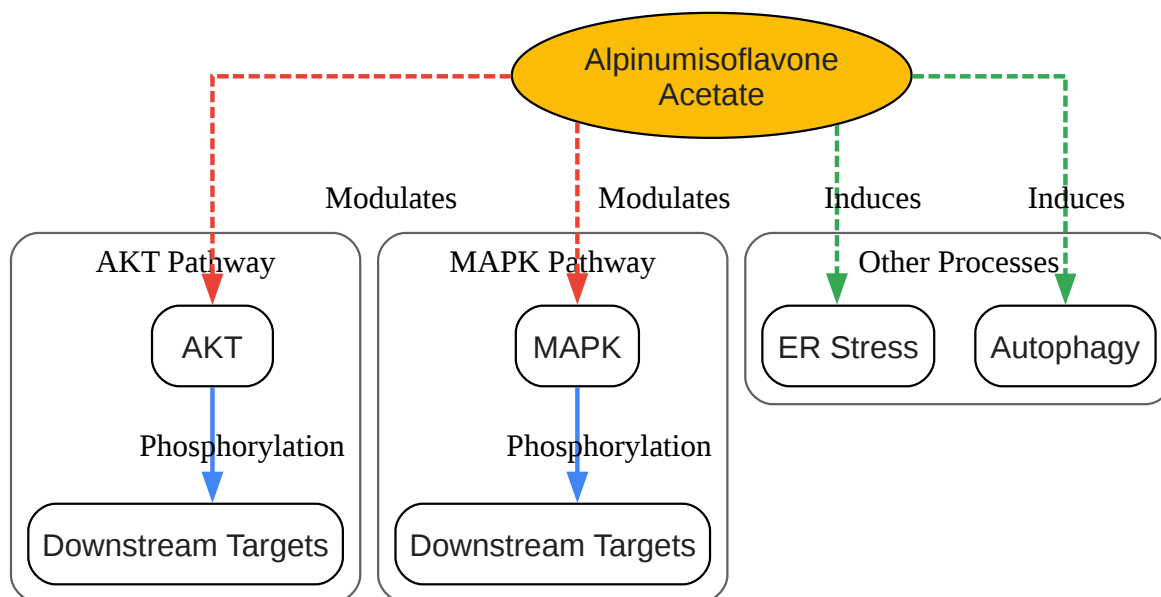 Alpinumisoflavone
Acetate
Modulates
Modulates
Induces
Induces
AKT Pathway
MAPK Pathway
Other Processes
AKT
MAPK
ER Stress
Autophagy
Phosphorylation
Phosphorylation
Downstream Targets
Downstream Targets